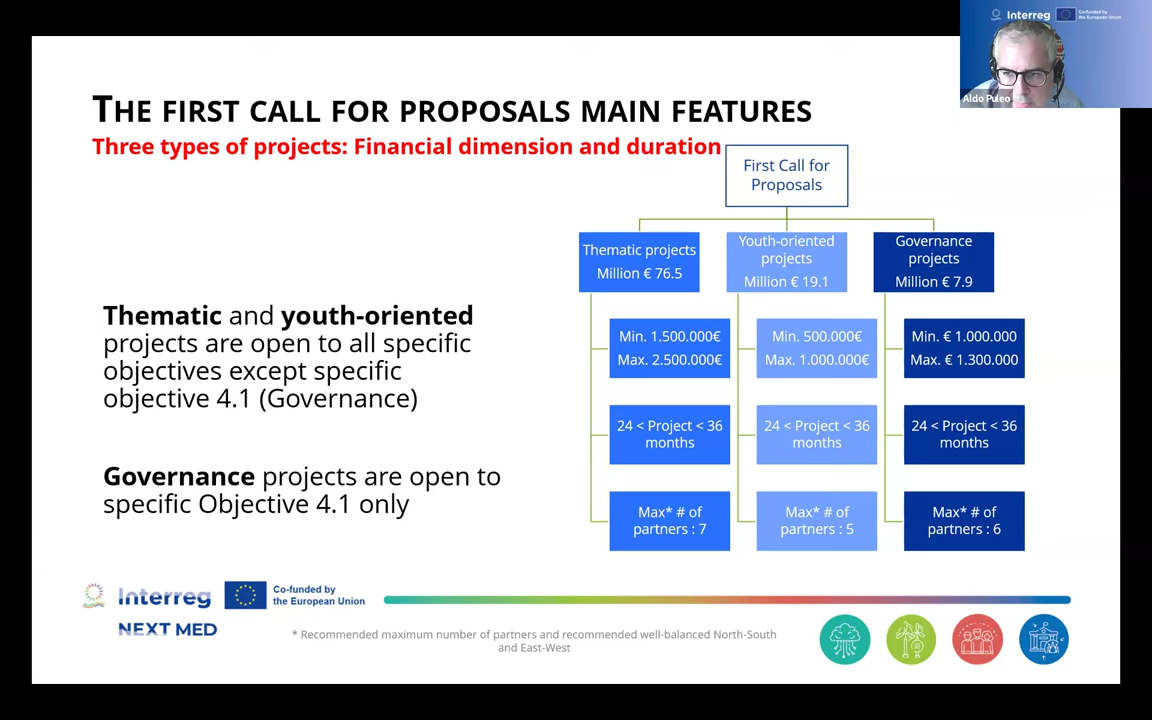 Interreg
Co-funded by
the European Union
Aldo Puleo
THE FIRST CALL FOR PROPOSALS MAIN FEATURES
Three types of projects: Financial dimension and duration
First Call for
Proposals
Thematic projects
Million € 76.5
Youth-oriented
projects
Million € 19.1
Governance
projects
Million € 7.9
Thematic and youth-oriented
projects are open to all specific
objectives except specific
objective 4.1 (Governance)
Governance projects are open to
specific Objective 4.1 only
Min. 1.500.000€
Max. 2.500.000€
Min. 500.000€
Max. 1.000.000€
Min. € 1.000.000
Max. € 1.300.000
24 < Project < 36
months
24 < Project < 36
months
24 < Project < 36
months
Max* # of
partners : 7
Max* # of
partners : 5
Max* # of
partners : 6
Interreg
Co-funded by
the European Union
NEXT MED
* Recommended maximum number of partners and recommended well-balanced North-South
and East-West